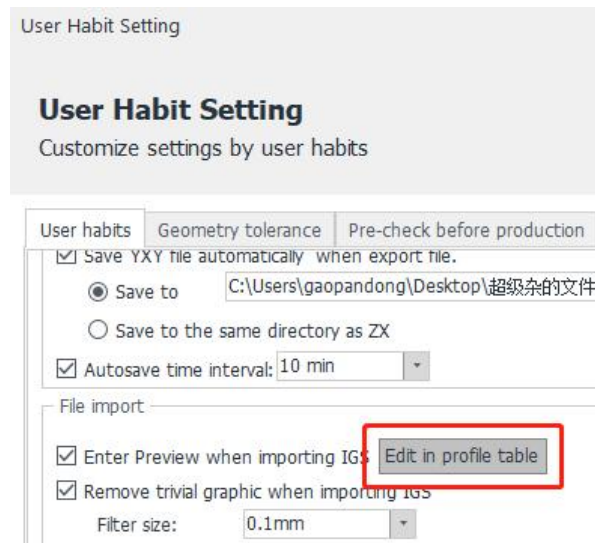 User Habit Setting
User Habit Setting
Customize settings by user habits
User habits Geometry tolerance Pre-check before production
Save YXY file automatically when export file.
Save to C:\Users\gaopandong\Desktop\超级杂的文件
Save to the same directory as ZX
Autosave time interval: 10 min
File import
Enter Preview when importing IGS Edit in profile table
Remove trivial graphic when importing IGS
Filter size: 0.1mm